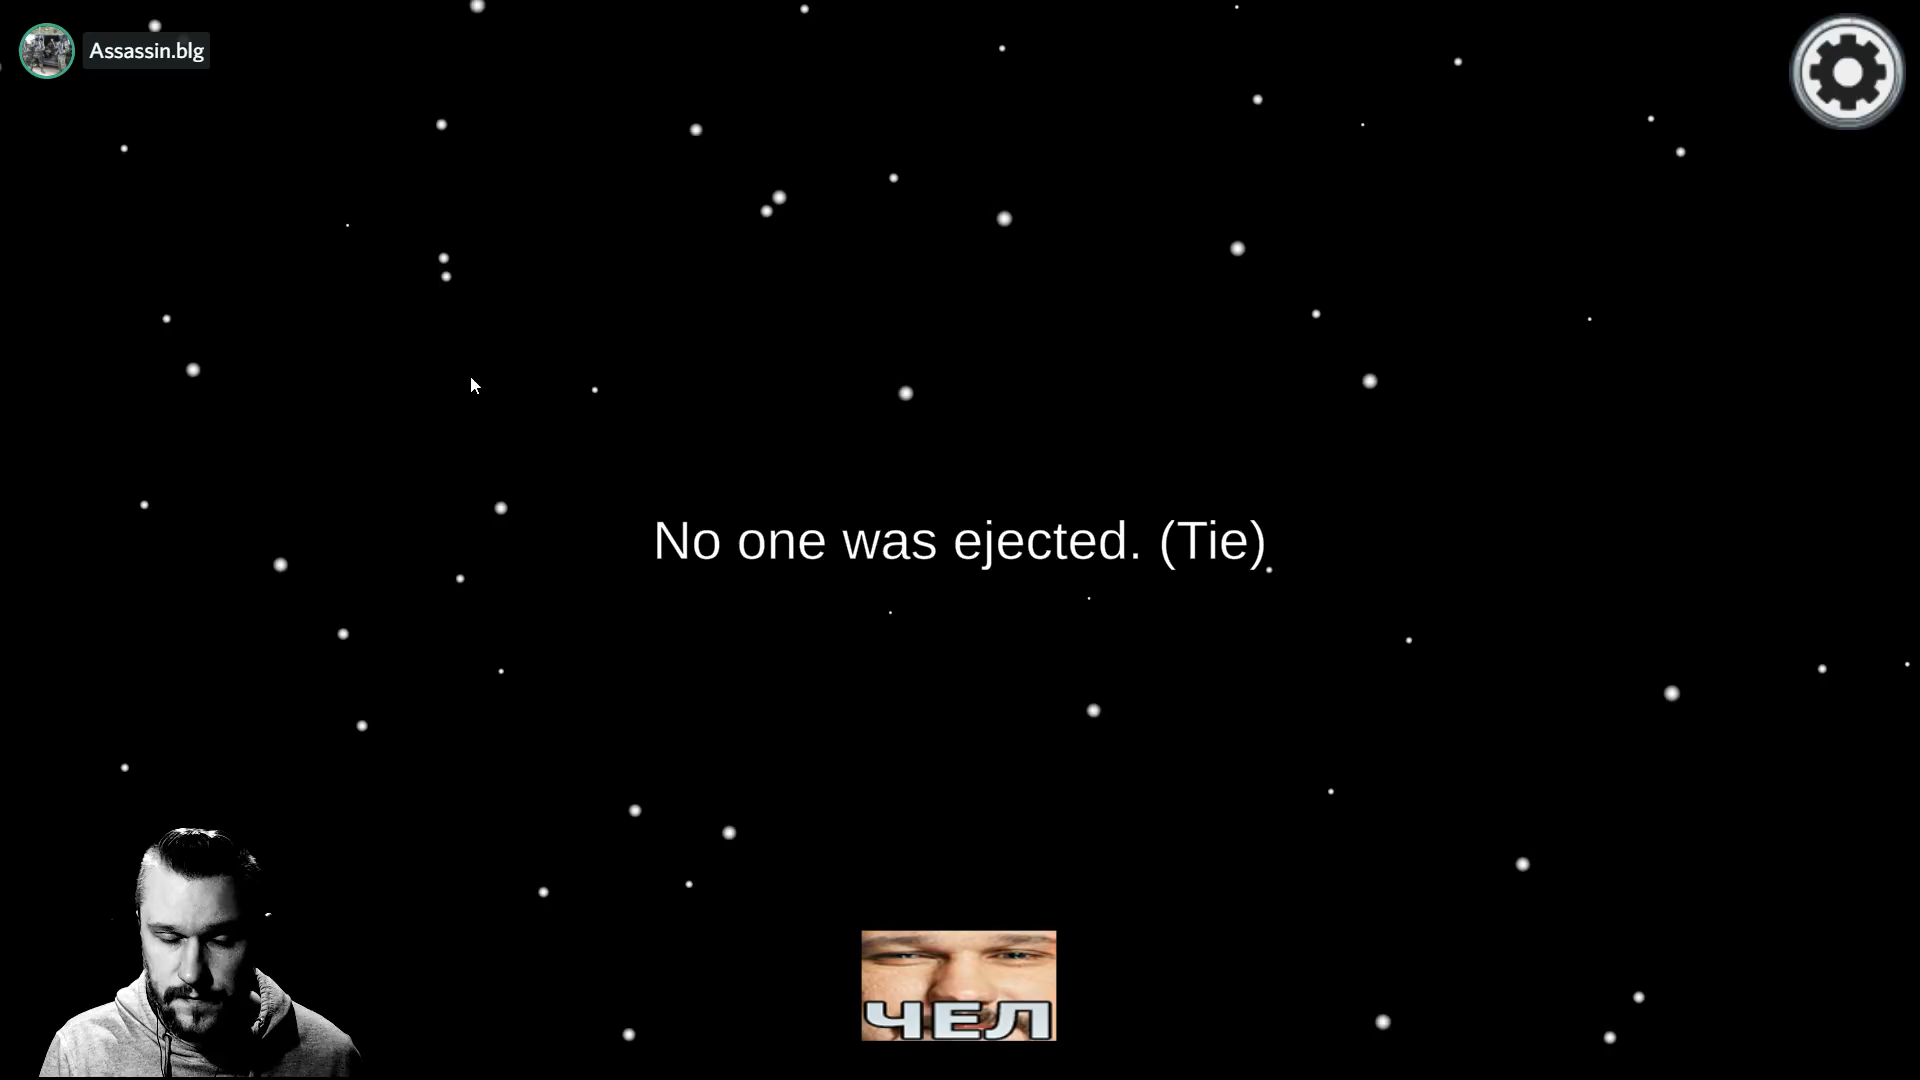 Assassin.blg
No one was ejected. (Tie)
ЧЕЛ